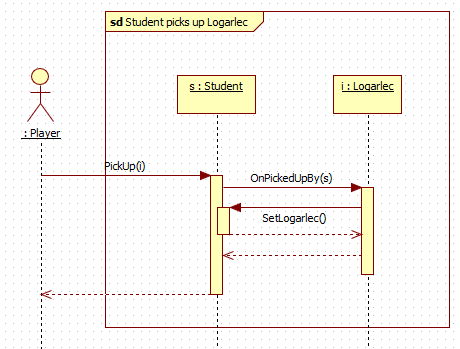 sd Student picks up Logarlec
s : Student
i : Logarlec
: Player
PickUp(i)
OnPickedUpBy(s)
SetLogarlec()